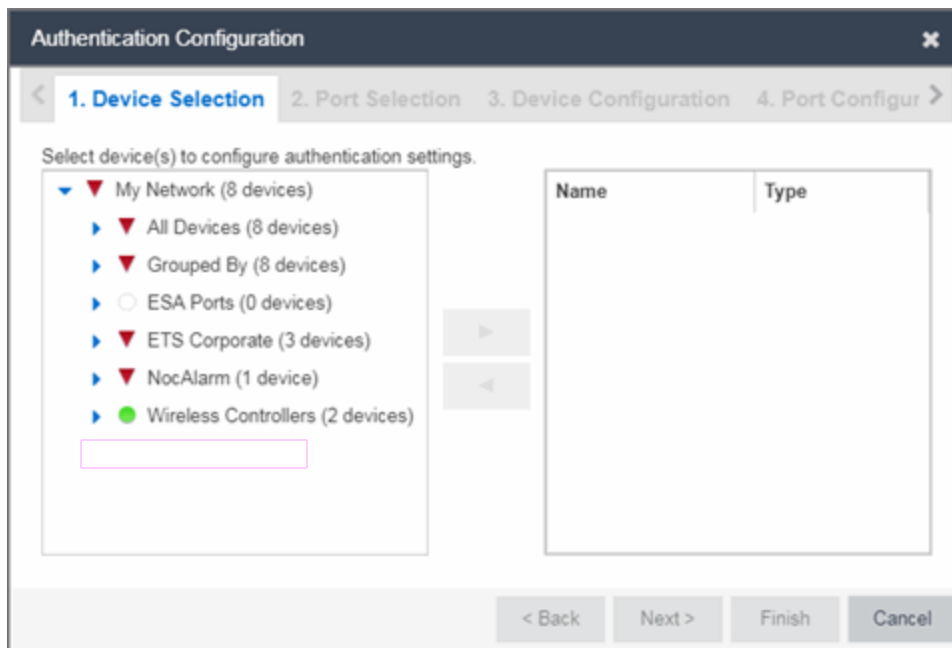 Authentication Configuration
1. Device Selection 2. Port Selection 3. Device Configuration 4. Port Configur
Select device(s) to configure authentication settings.
My Network (8 devices)
All Devices (8 devices)
Grouped By (8 devices)
ESA Ports (0 devices)
ETS Corporate (3 devices)
NocAlarm (1 device)
Wireless Controllers (2 devices)
Name Type
< Back Next > Finish Cancel